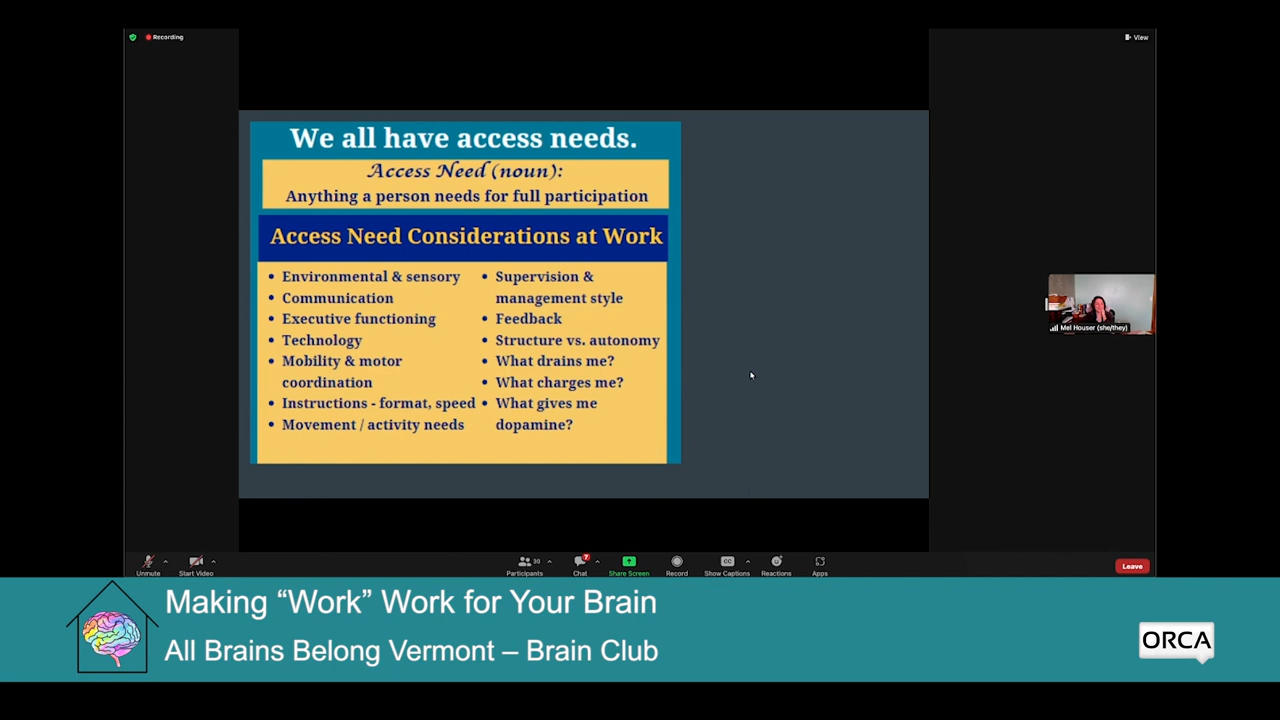 Recording
View
We all have access needs.
Access Need (noun):
Anything a person needs for full participation
Access Need Considerations at Work
• Environmental & sensory
• Communication
• Executive functioning
• Technology
• Mobility & motor
coordination
• Instructions - format, speed
• Movement / activity needs
• Supervision &
management style
• Feedback
• Structure vs. autonomy
• What drains me?
• What charges me?
• What gives me
dopamine?
Mel Houser (she/they)
Unmute
Start Video
30
Participants
7
Chat
Share Screen
Record
CC
Show Captions
Reactions
Apps
Leave
Making “Work” Work for Your Brain
All Brains Belong Vermont – Brain Club
ORCA